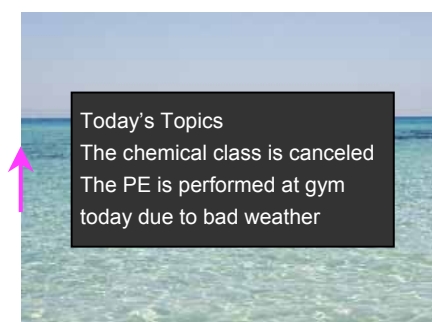 Today’s Topics
The chemical class is canceled
The PE is performed at gym
today due to bad weather